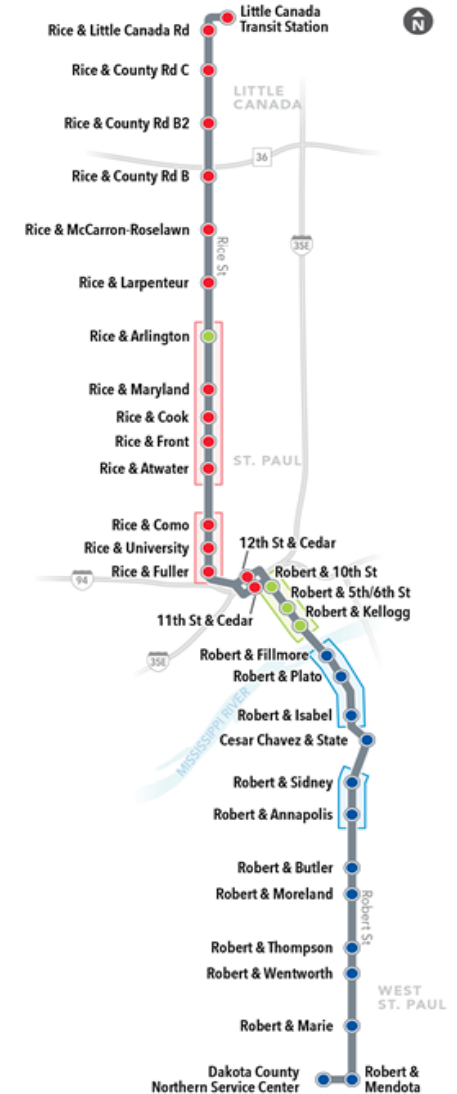 Little Canada
Transit Station
N
Rice & Little Canada Rd
Rice & County Rd C
LITTLE
CANADA
Rice & County Rd B2
36
Rice & County Rd B
Rice & McCarron-Roselawn
Rice St
35E
Rice & Larpenteur
Rice & Arlington
Rice & Maryland
Rice & Cook
Rice & Front
ST. PAUL
Rice & Atwater
Rice & Como
12th St & Cedar
Rice & University
Rice & Fuller
Robert & 10th St
94
Robert & 5th/6th St
Robert & Kellogg
11th St & Cedar
35E
Robert & Fillmore
Robert & Plato
MISSISSIPPI RIVER
Robert & Isabel
Cesar Chavez & State
Robert & Sidney
Robert & Annapolis
Robert & Butler
Robert & Moreland
Robert St
Robert & Thompson
Robert & Wentworth
WEST
ST. PAUL
Robert & Marie
Dakota County
Northern Service Center
Robert &
Mendota